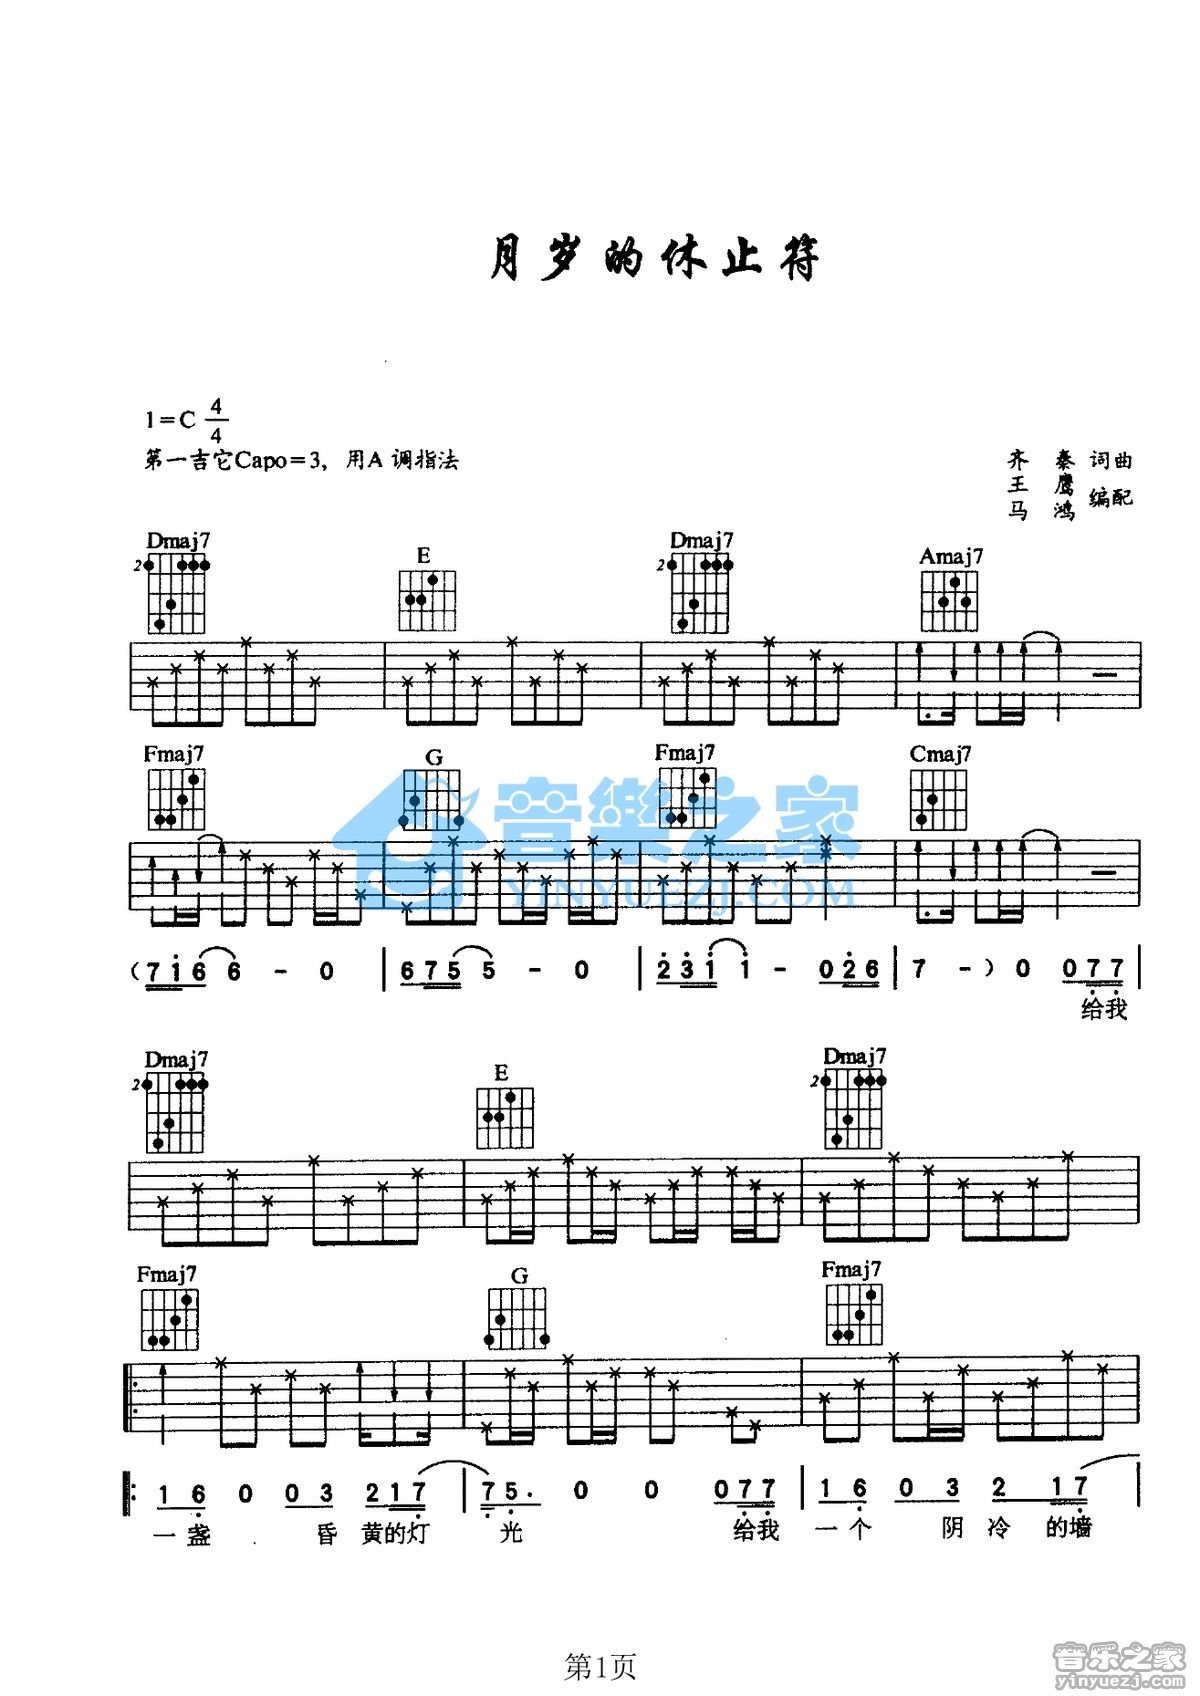 月岁的休止符
1=C 4/4
第一吉它Capo=3，用A 调指法
齐 秦 词曲
王 鹰
马 鸿 编配
Dmaj7 E Dmaj7 Amaj7
2 2
Fmaj7 G Fmaj7 Cmaj7
音樂之家
YINYUEZJ.COM
(7 1 6 6 - 0 | 6 7 5 5 - 0 | 2 3 1 1 - 0 2 6 | 7 - ) 0 0 7 7 |
给我
Dmaj7 E Dmaj7
2 2
Fmaj7 G Fmaj7
1 6 0 0 3 2 1 7 | 7 5 . 0 0 0 7 7 | 1 6 0 3 2 1 7 |
一盏 昏 黄的灯 光 给我 一个 阴 冷 的墙
第1页
音乐之家
yinyuezj.com